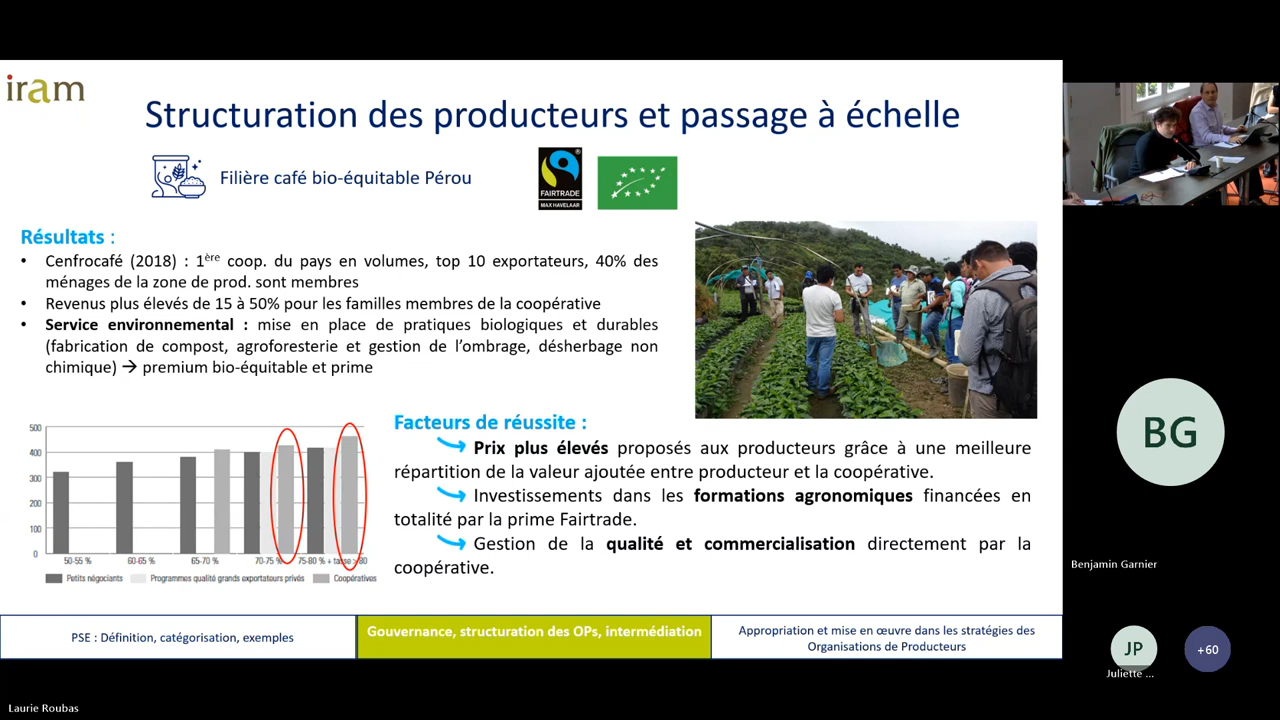 iram
Structuration des producteurs et passage à échelle
Filière café bio-équitable Pérou
FAIRTRADE
MAX HAVELAAR
Résultats :
• Cenfrocafé (2018) : 1ère coop. du pays en volumes, top 10 exportateurs, 40% des
ménages de la zone de prod. sont membres
• Revenus plus élevés de 15 à 50% pour les familles membres de la coopérative
• Service environnemental : mise en place de pratiques biologiques et durables
(fabrication de compost, agroforesterie et gestion de l’ombrage, désherbage non
chimique) → premium bio-équitable et prime
500
400
300
200
100
0
50-55 %
60-65 %
65-70 %
70-75 %
75-80 % + tasse > 80
Petits négociants
Programmes qualité grands exportateurs privés
Coopératives
Facteurs de réussite :
Prix plus élevés proposés aux producteurs grâce à une meilleure
répartition de la valeur ajoutée entre producteur et la coopérative.
Investissements dans les formations agronomiques financées en
totalité par la prime Fairtrade.
Gestion de la qualité et commercialisation directement par la
coopérative.
PSE : Définition, catégorisation, exemples
Gouvernance, structuration des OPs, intermédiation
Appropriation et mise en œuvre dans les stratégies des
Organisations de Producteurs
BG
Benjamin Garnier
JP
+60
Juliette ...
Laurie Roubas